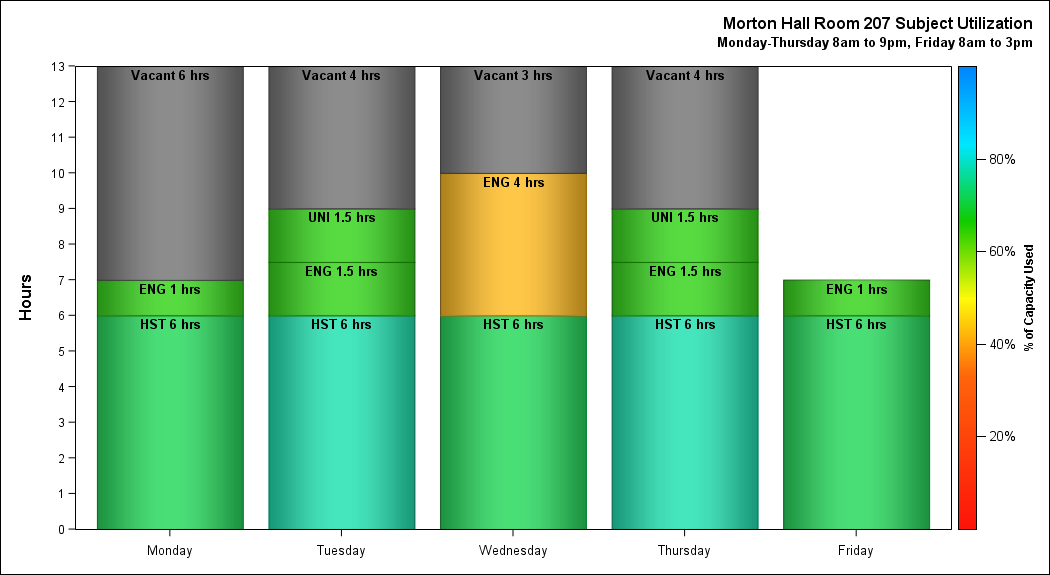 Morton Hall Room 207 Subject Utilization
Monday-Thursday 8am to 9pm, Friday 8am to 3pm
Hours
13
12
11
10
9
8
7
6
5
4
3
2
1
0
Vacant 6 hrs
ENG 1 hrs
HST 6 hrs
Vacant 4 hrs
UNI 1.5 hrs
ENG 1.5 hrs
HST 6 hrs
Vacant 3 hrs
ENG 4 hrs
HST 6 hrs
Vacant 4 hrs
UNI 1.5 hrs
ENG 1.5 hrs
HST 6 hrs
ENG 1 hrs
HST 6 hrs
Monday
Tuesday
Wednesday
Thursday
Friday
80%
60%
40%
20%
% of Capacity Used